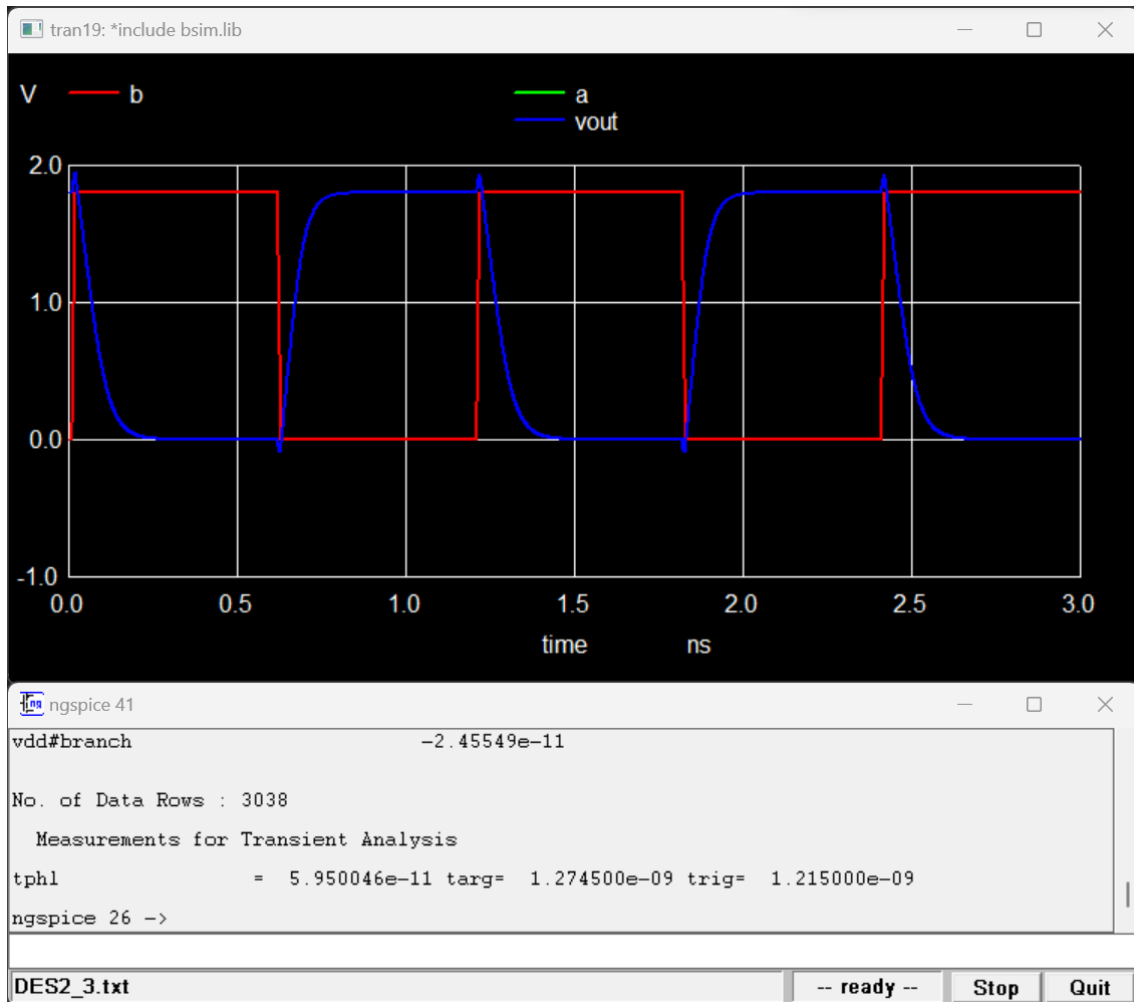 tran19: *include bsim.lib
V b a
vout
2.0
1.0
0.0
-1.0
0.0 0.5 1.0 1.5 2.0 2.5 3.0
time ns
ngspice 41
vdd#branch -2.45549e-11
No. of Data Rows : 3038
Measurements for Transient Analysis
tphl = 5.950046e-11 targ= 1.274500e-09 trig= 1.215000e-09
ngspice 26 ->
DES2_3.txt -- ready -- Stop Quit